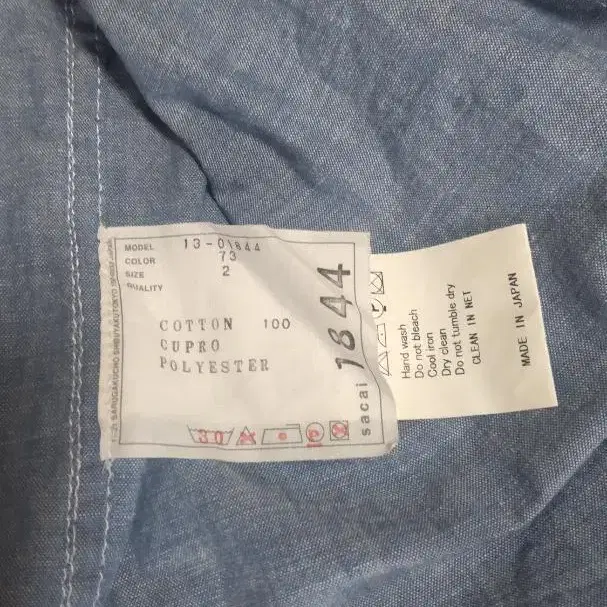 MODEL 13-01844
COLOR 73
SIZE 2
QUALITY
COTTON 100
CUPRO
POLYESTER
30
P
sacai
1844
Hand wash
Do not bleach
Cool iron
Dry clean
Do not tumble dry
CLEAN IN NET
MADE IN JAPAN